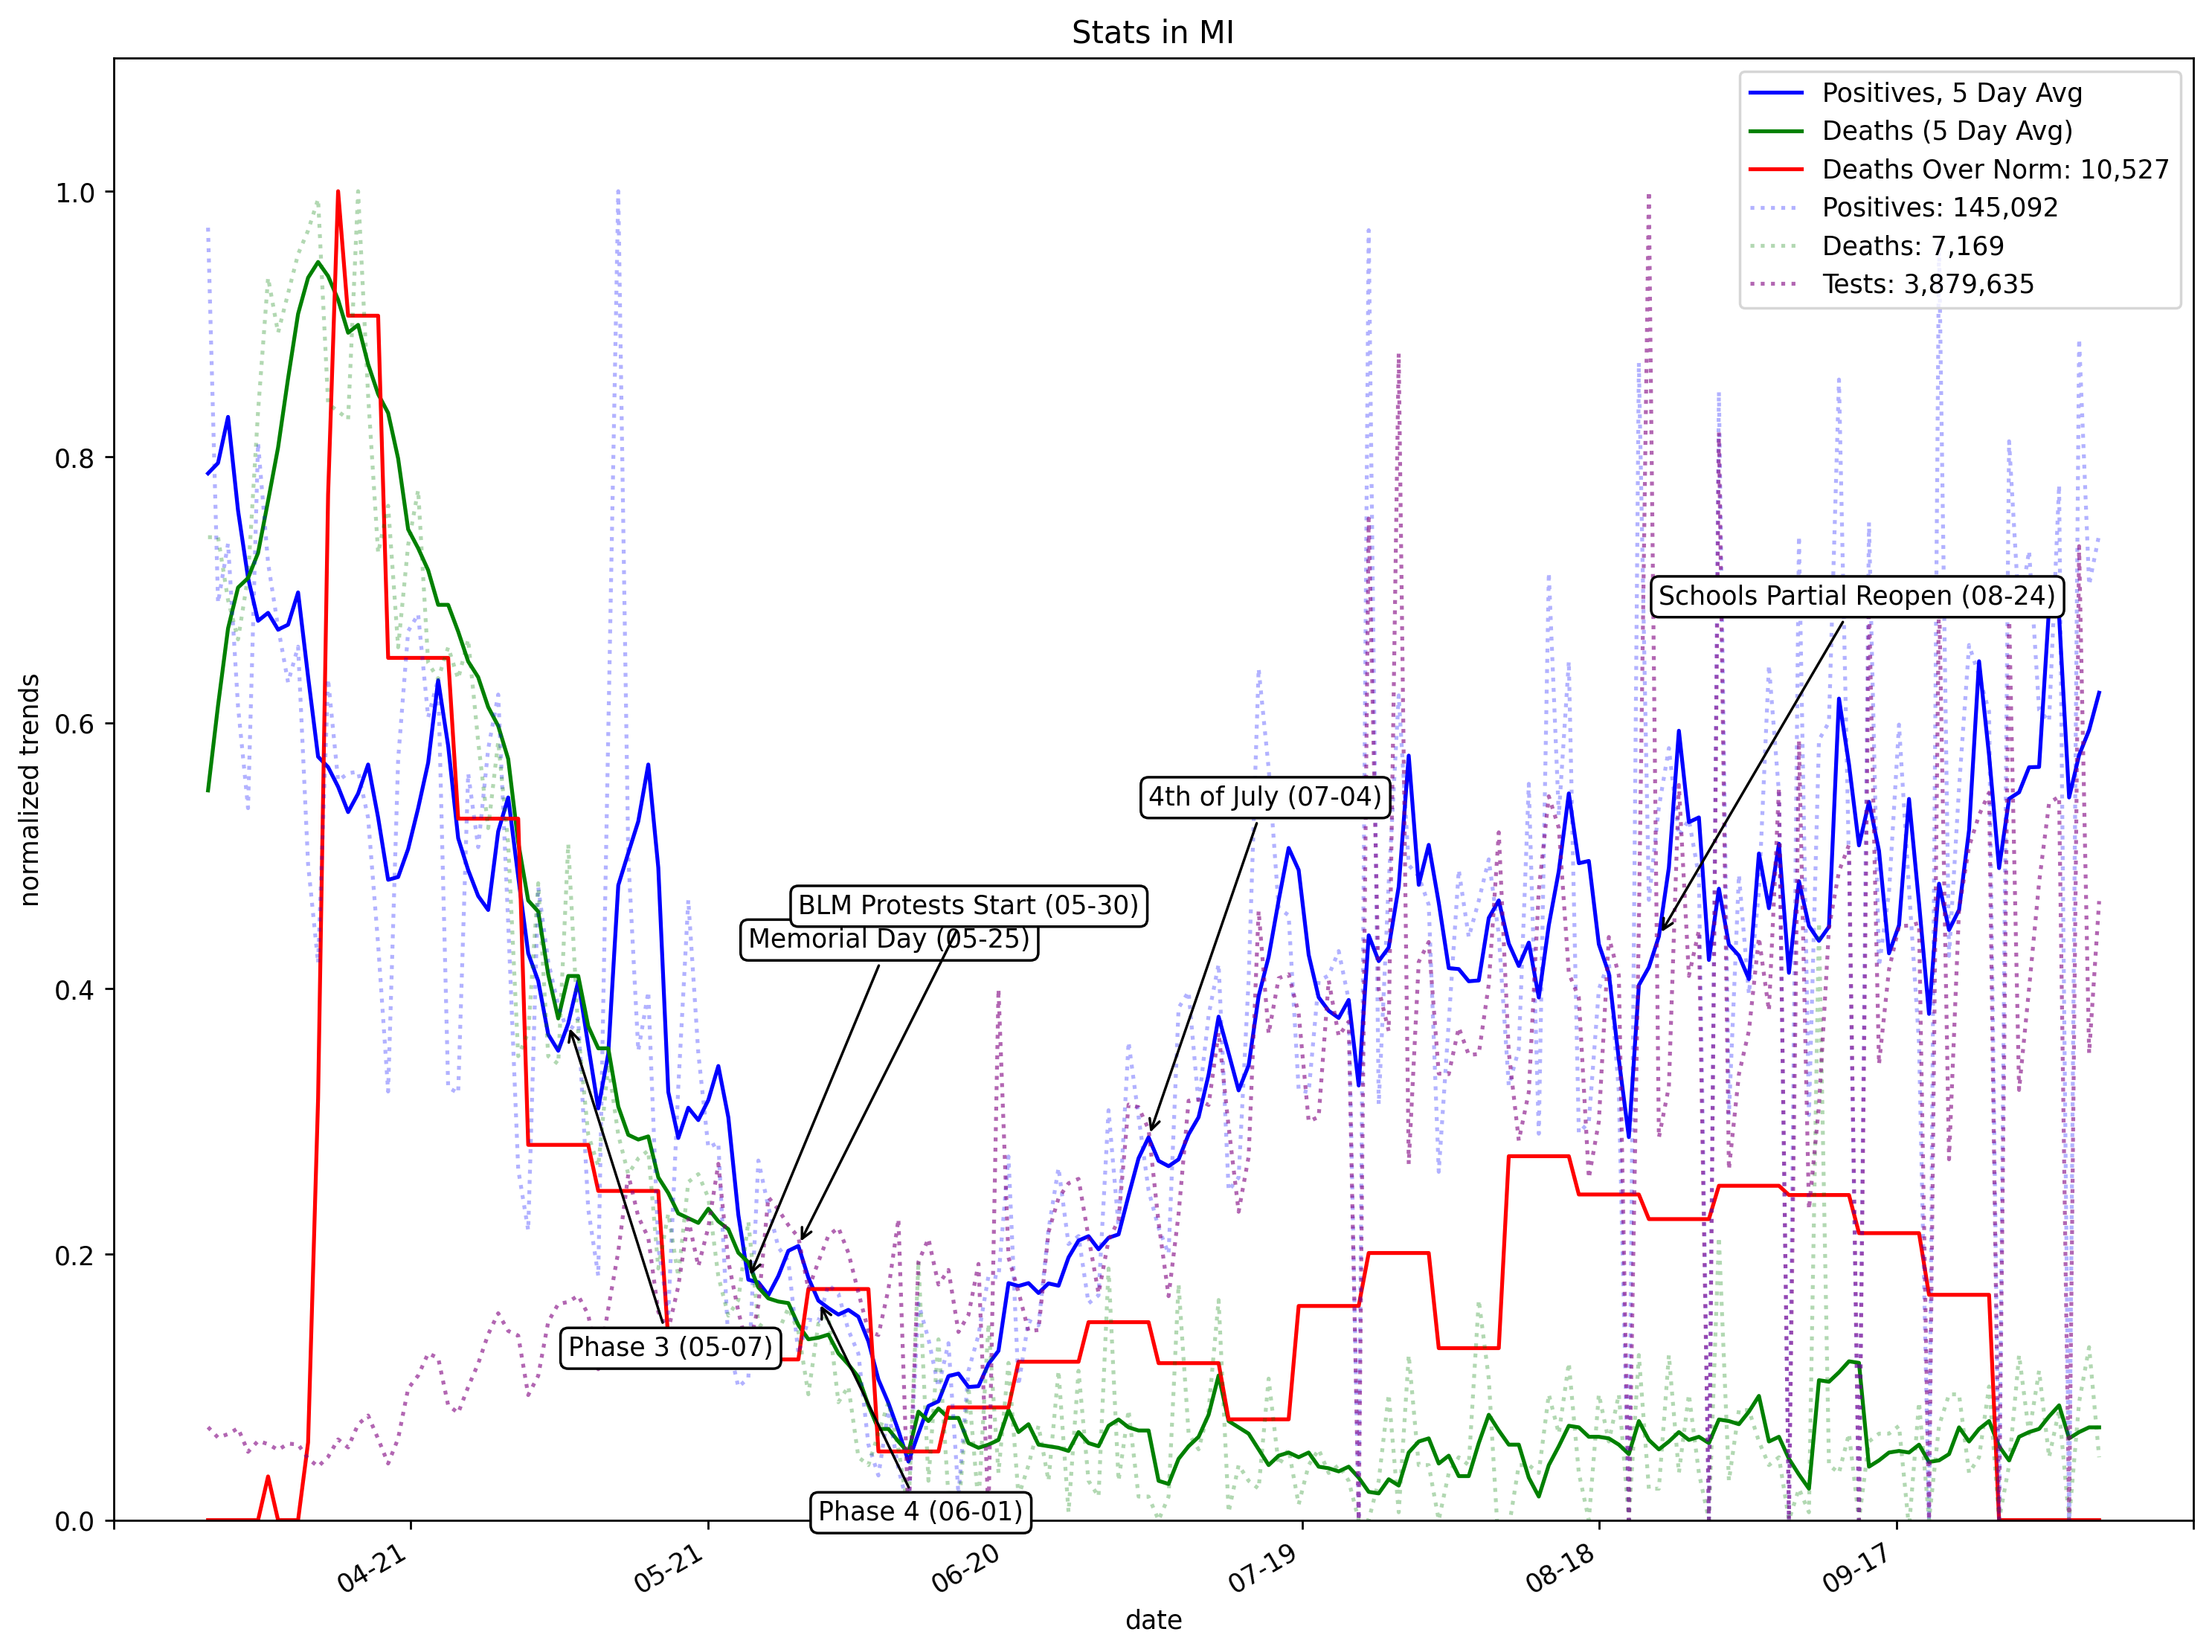 Stats in MI
Positives, 5 Day Avg
Deaths (5 Day Avg)
Deaths Over Norm: 10,527
Positives: 145,092
Deaths: 7,169
Tests: 3,879,635
1.0
0.8
0.6
0.4
0.2
0.0
normalized trends
Schools Partial Reopen (08-24)
4th of July (07-04)
BLM Protests Start (05-30)
Memorial Day (05-25)
Phase 3 (05-07)
Phase 4 (06-01)
04-21
05-21
06-20
07-19
08-18
09-17
date